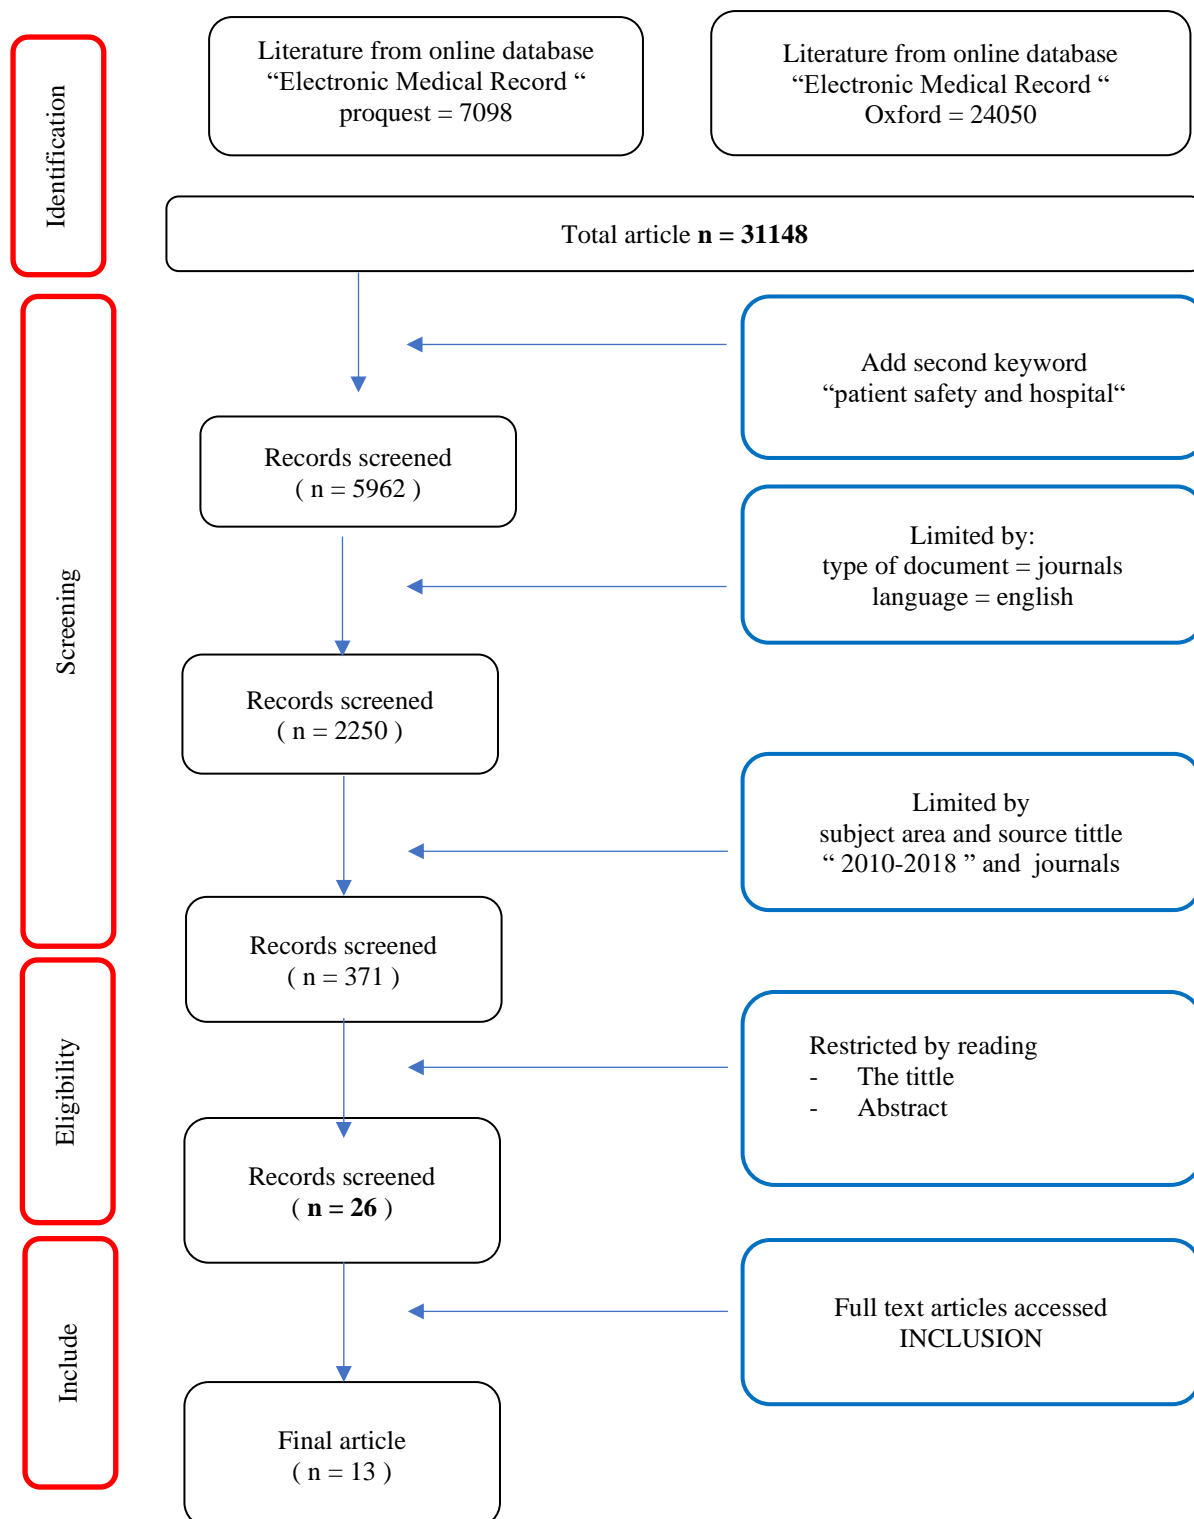 Identification
Literature from online database
“Electronic Medical Record “
proquest = 7098
Literature from online database
“Electronic Medical Record “
Oxford = 24050
Total article n = 31148
Screening
Add second keyword
“patient safety and hospital“
Records screened
( n = 5962 )
Limited by:
type of document = journals
language = english
Records screened
( n = 2250 )
Limited by
subject area and source tittle
“ 2010-2018 ” and journals
Records screened
( n = 371 )
Eligibility
Restricted by reading
- The tittle
- Abstract
Records screened
( n = 26 )
Include
Full text articles accessed
INCLUSION
Final article
( n = 13 )